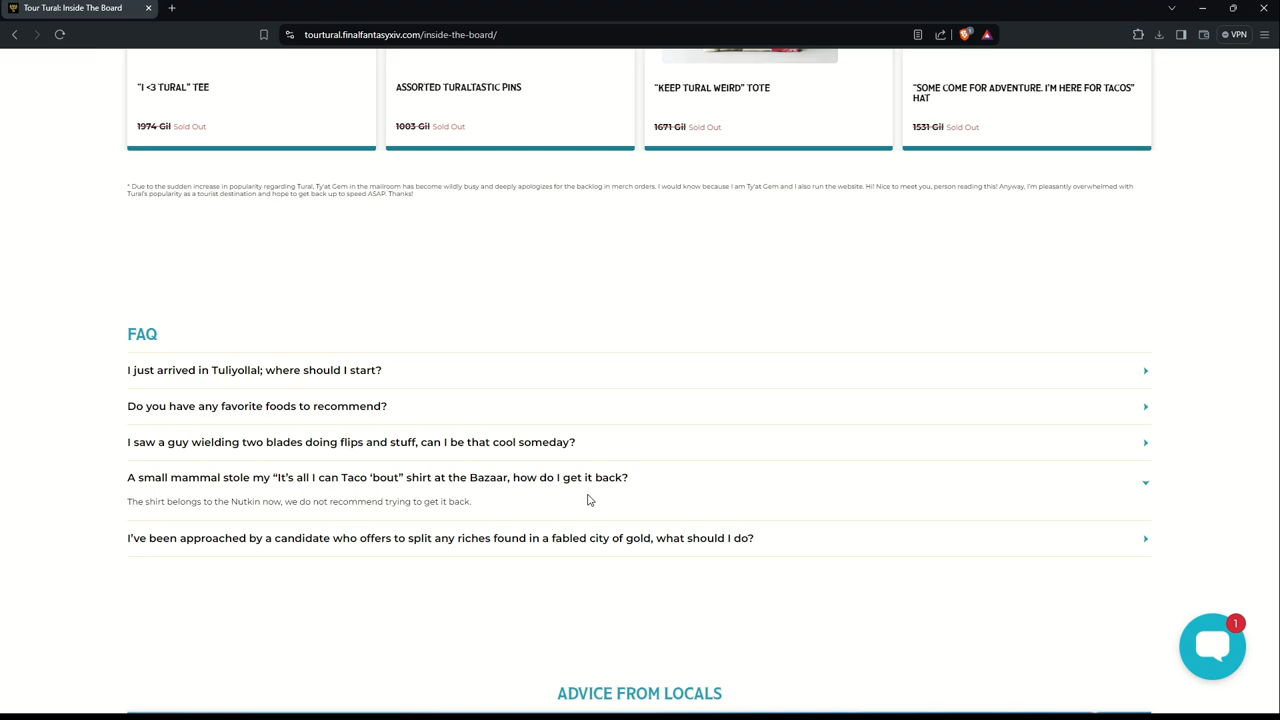 Tour Tural: Inside The Board
tourtural.finalfantasyxiv.com/inside-the-board/
1
VPN
"I <3 TURAL" TEE
ASSORTED TURALTASTIC PINS
"KEEP TURAL WEIRD" TOTE
"SOME COME FOR ADVENTURE. I'M HERE FOR TACOS"
HAT
1974 Gil Sold Out
1003 Gil Sold Out
1671 Gil Sold Out
1531 Gil Sold Out
* Due to the sudden increase in popularity regarding Tural, Ty'at Gem in the mailroom has become wildly busy and deeply apologizes for the backlog in merch orders. I would know because I am Ty'at Gem and I also run the website. Hi! Nice to meet you, person reading this! Anyway, I'm pleasantly overwhelmed with
Tural's popularity as a tourist destination and hope to get back up to speed ASAP. Thanks!
FAQ
I just arrived in Tuliyollal; where should I start?
Do you have any favorite foods to recommend?
I saw a guy wielding two blades doing flips and stuff, can I be that cool someday?
A small mammal stole my “It’s all I can Taco ‘bout” shirt at the Bazaar, how do I get it back?
The shirt belongs to the Nutkin now, we do not recommend trying to get it back.
I’ve been approached by a candidate who offers to split any riches found in a fabled city of gold, what should I do?
1
ADVICE FROM LOCALS